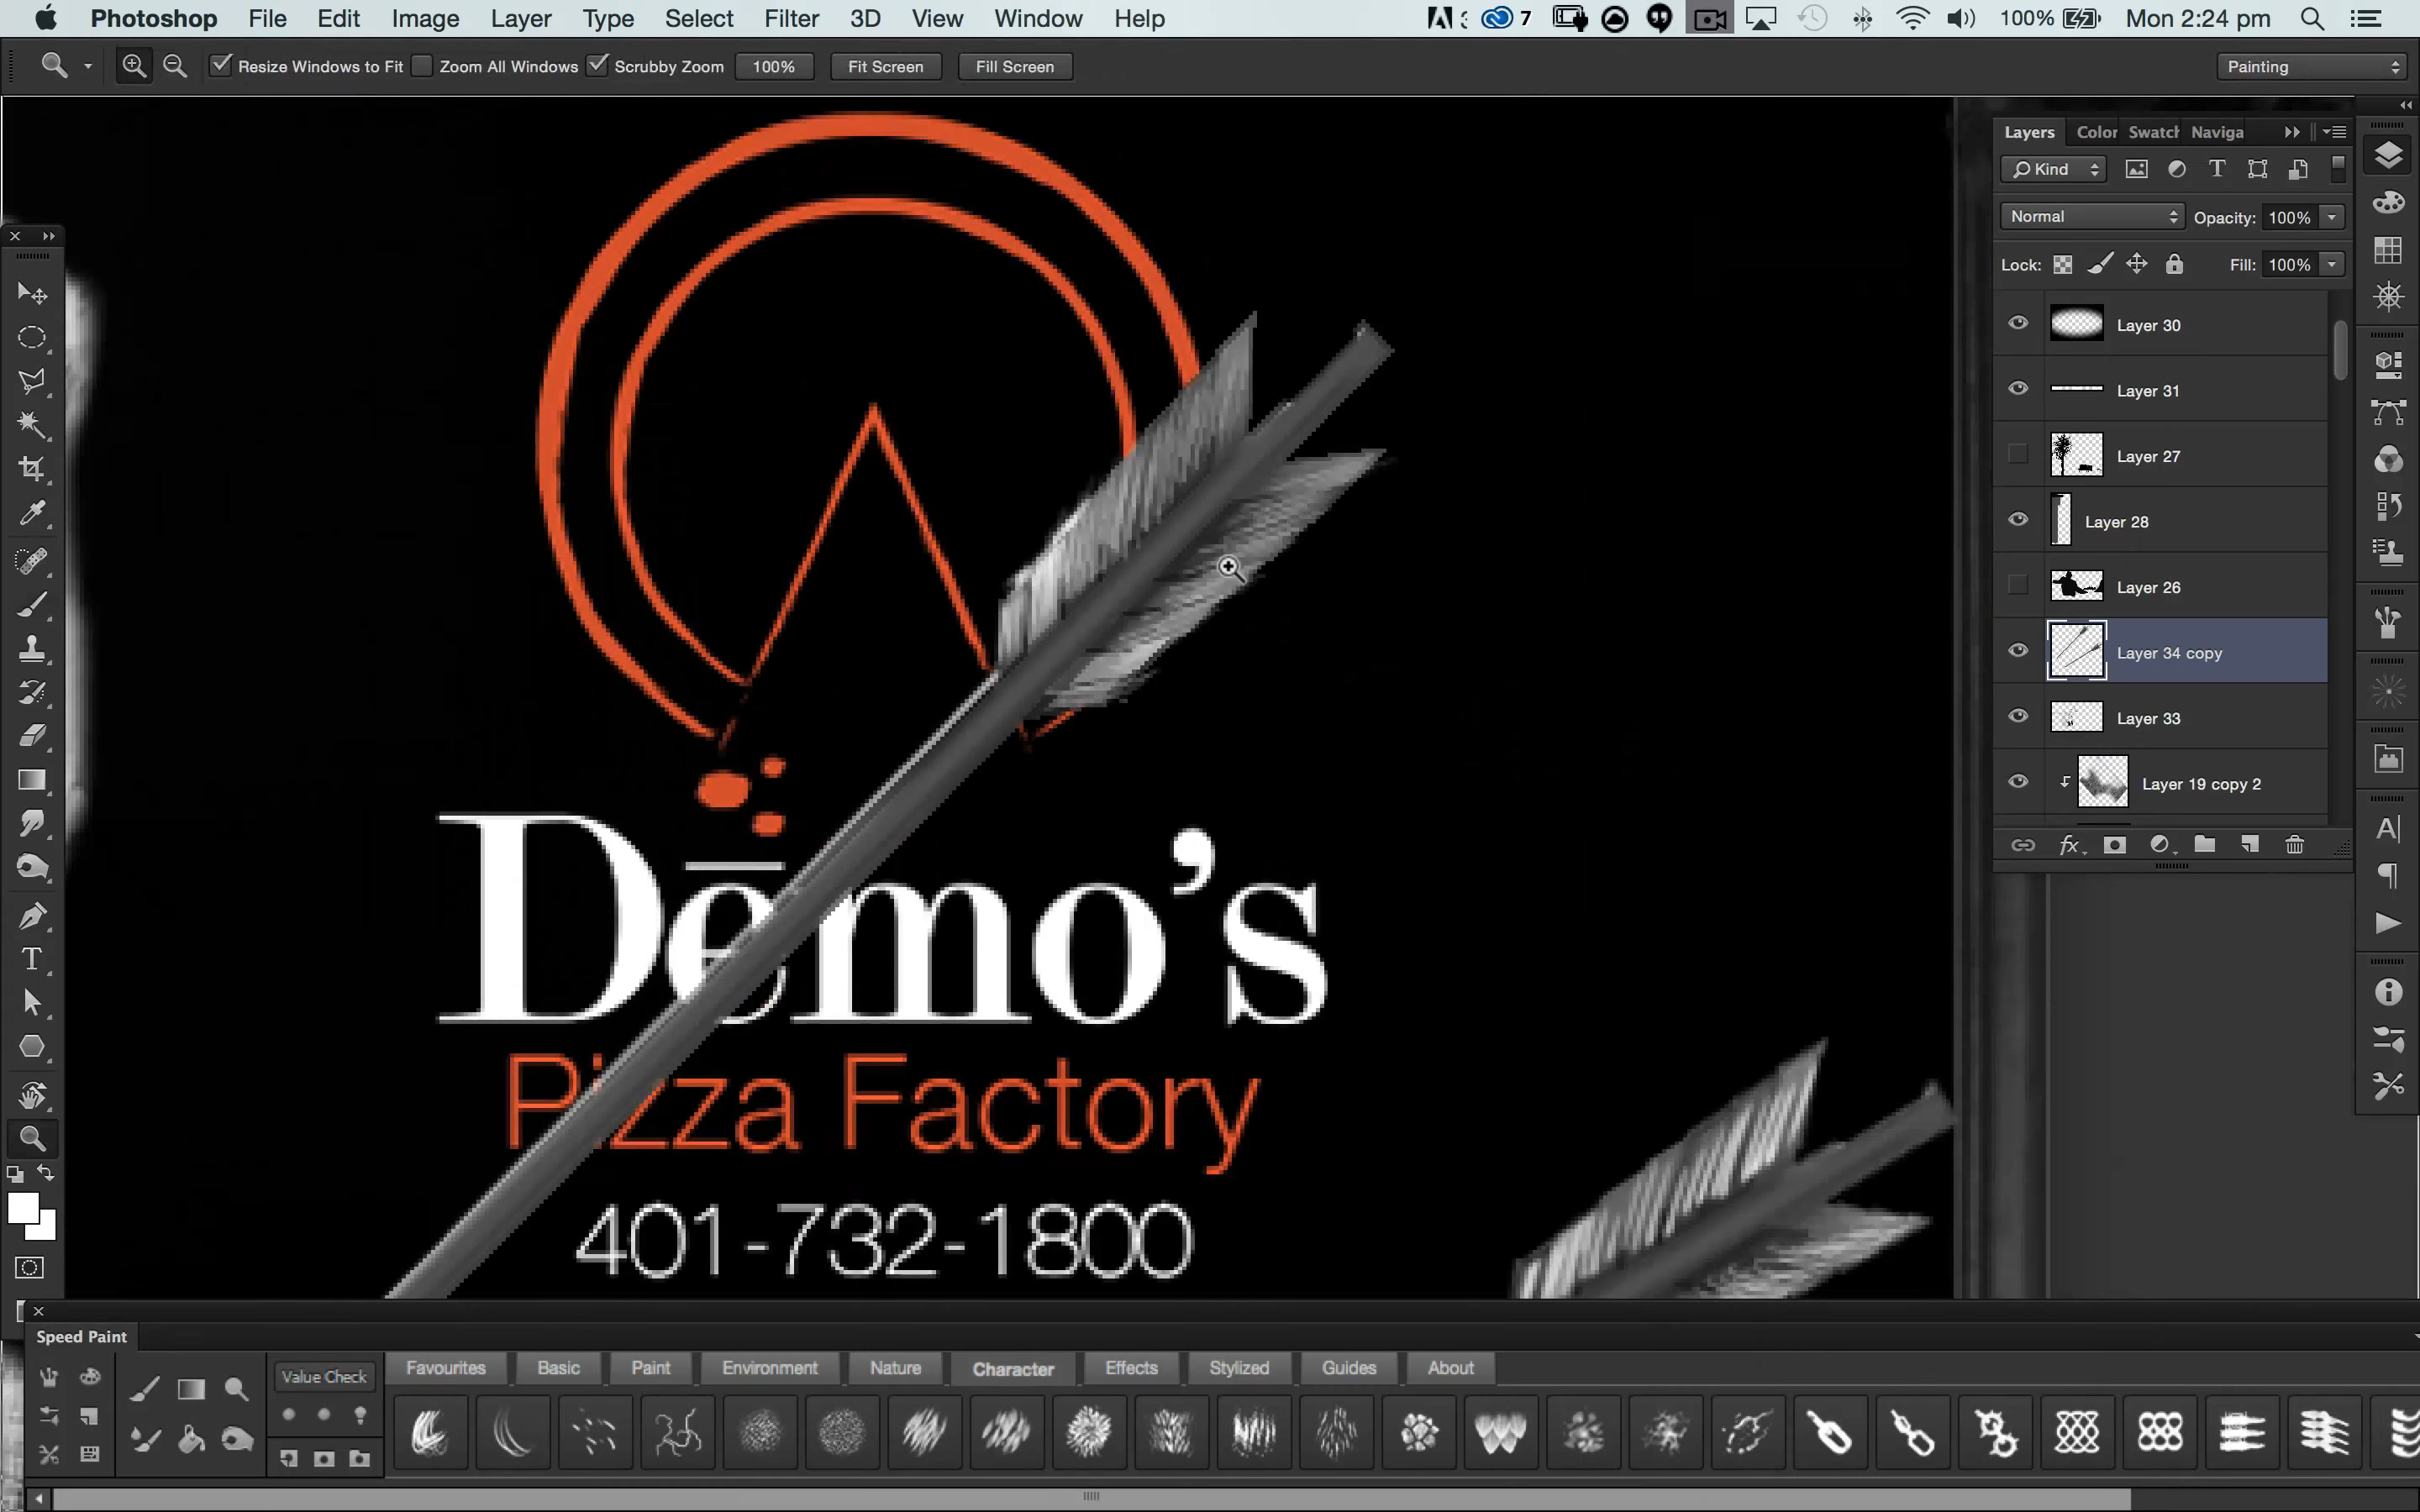 Photoshop File Edit Image Layer Type Select Filter 3D View Window Help 7 100% Mon 2:24 pm
Resize Windows to Fit Zoom All Windows Scrubby Zoom 100% Fit Screen Fill Screen Painting
Layers Color Swatch Naviga
Kind
Normal Opacity: 100%
Lock: Fill: 100%
Layer 30
Layer 31
Layer 27
Layer 28
Layer 26
Layer 34 copy
Layer 33
Layer 19 copy 2
Dēmo's
Pizza Factory
401-732-1800
Speed Paint
Value Check Favourites Basic Paint Environment Nature Character Effects Stylized Guides About